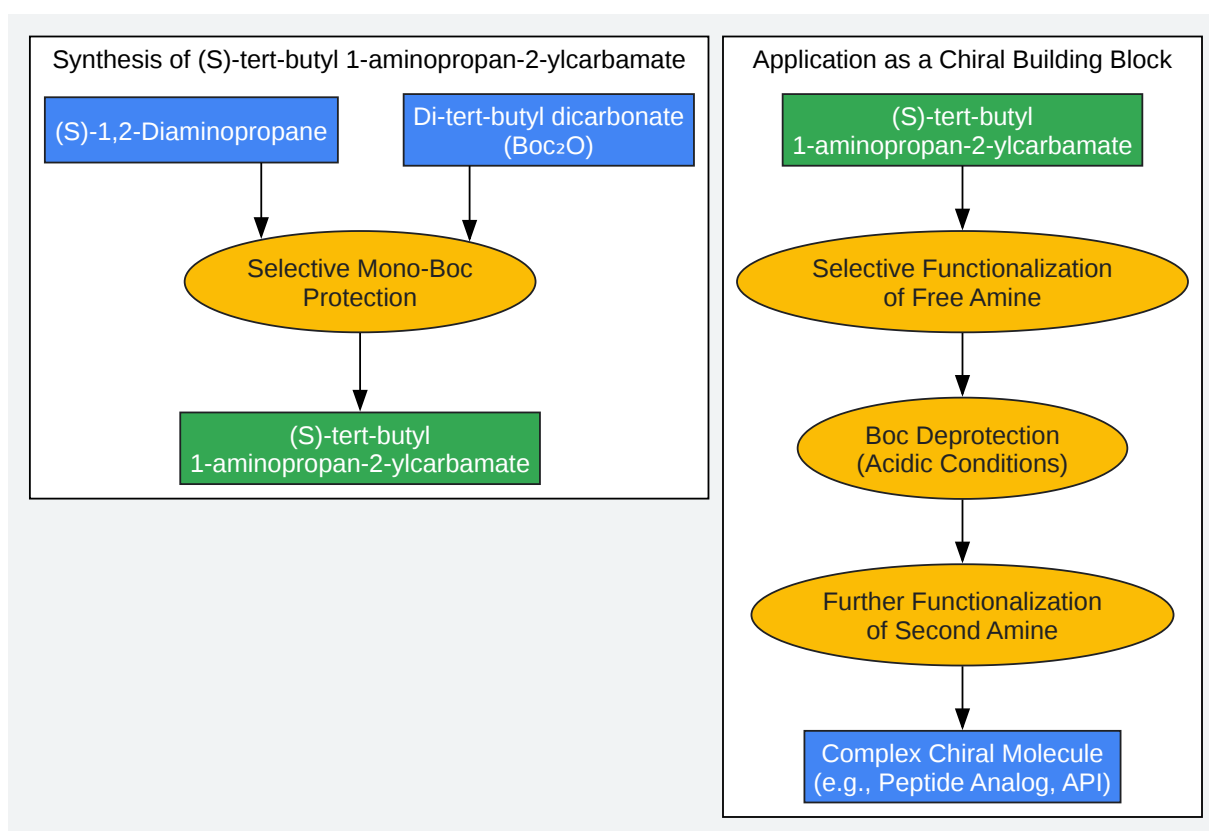 Synthesis of (S)-tert-butyl 1-aminopropan-2-ylcarbamate
(S)-1,2-Diaminopropane
Di-tert-butyl dicarbonate
(Boc₂O)
Selective Mono-Boc
Protection
(S)-tert-butyl
1-aminopropan-2-ylcarbamate
Application as a Chiral Building Block
(S)-tert-butyl
1-aminopropan-2-ylcarbamate
Selective Functionalization
of Free Amine
Boc Deprotection
(Acidic Conditions)
Further Functionalization
of Second Amine
Complex Chiral Molecule
(e.g., Peptide Analog, API)